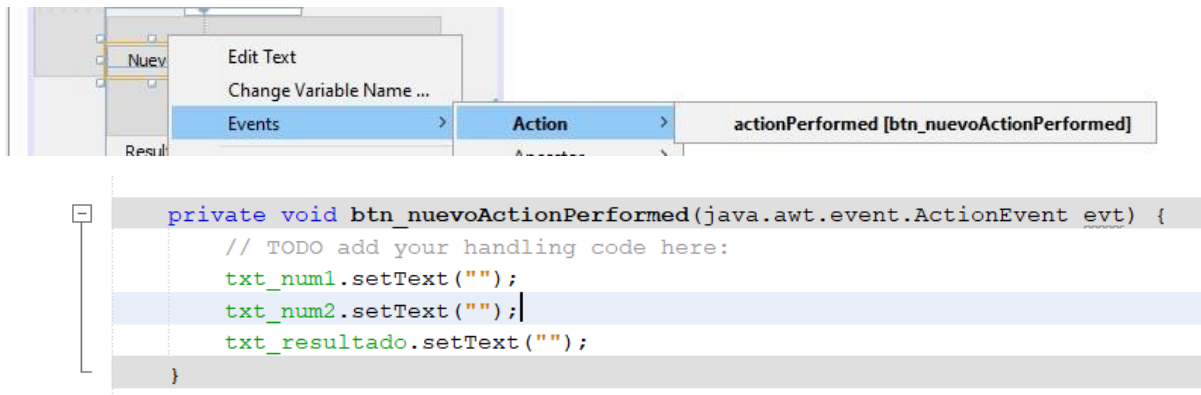 Nuev
Edit Text
Change Variable Name ...
Events
Action
actionPerformed [btn_nuevoActionPerformed]
Resul
private void btn_nuevoActionPerformed(java.awt.event.ActionEvent evt) {
// TODO add your handling code here:
txt_num1.setText("");
txt_num2.setText("");
txt_resultado.setText("");
}